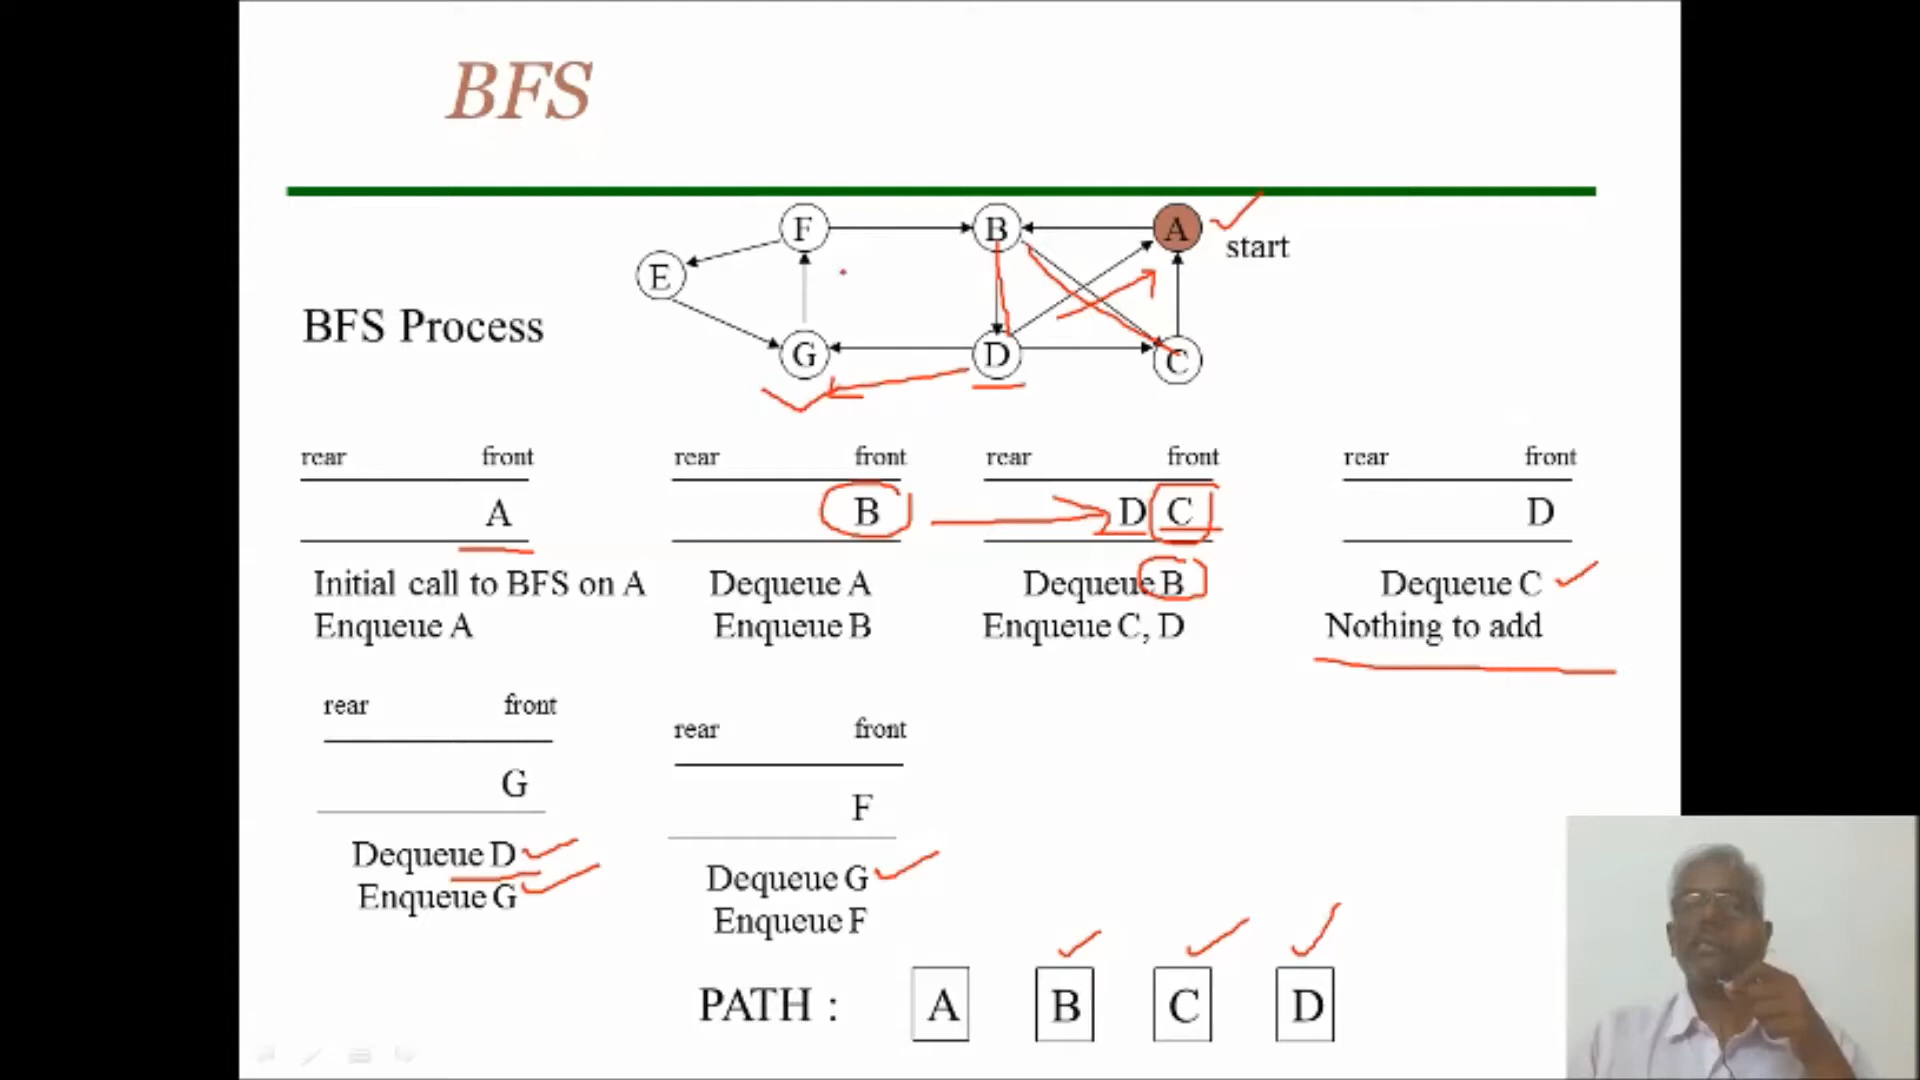 BFS
F
B
A
start
E
BFS Process
G
D
C
rear front
A
Initial call to BFS on A
Enqueue A
rear front
B
Dequeue A
Enqueue B
rear front
D C
Dequeue B
Enqueue C, D
rear front
D
Dequeue C
Nothing to add
rear front
G
Dequeue D
Enqueue G
rear front
F
Dequeue G
Enqueue F
PATH : A B C D